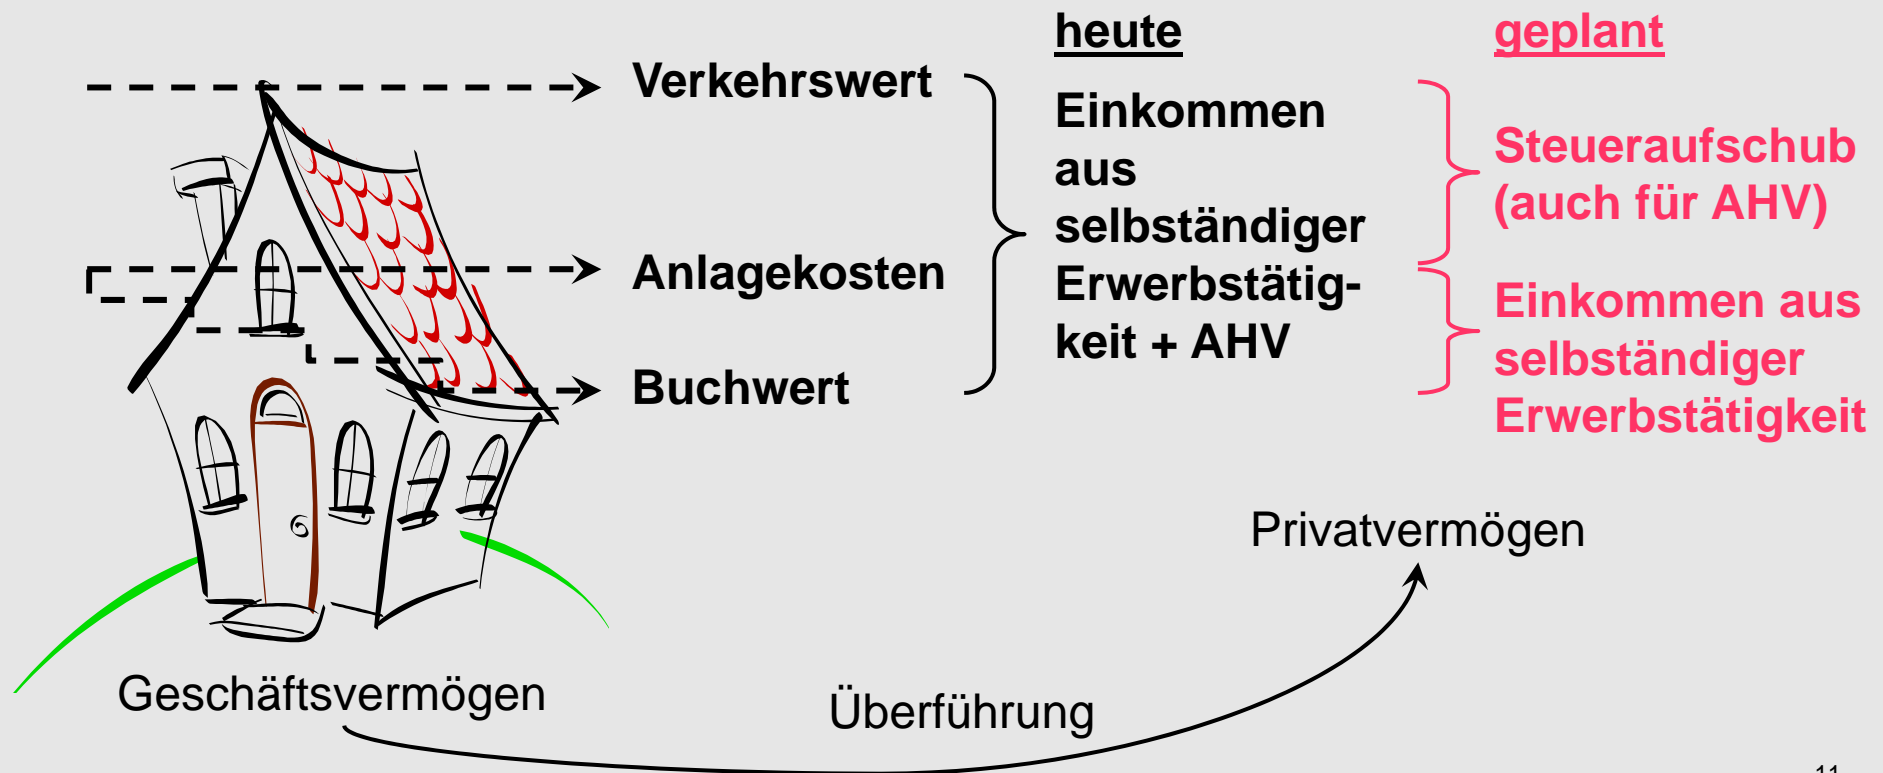 heute
geplant
Verkehrswert
Anlagekosten
Buchwert
Einkommen
aus
selbständiger
Erwerbstätig-
keit + AHV
Steueraufschub
(auch für AHV)
Einkommen aus
selbständiger
Erwerbstätigkeit
Privatvermögen
Geschäftsvermögen
Überführung
11